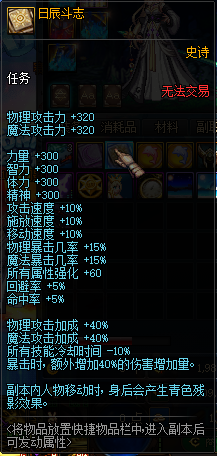 日辰斗志
史诗
任务
无法交易
物理攻击力 +320
魔法攻击力 +320
消耗品 材料
力量 +300
智力 +300
体力 +300
精神 +300
攻击速度 +10%
施放速度 +10%
移动速度 +10%
物理暴击几率 +15%
魔法暴击几率 +15%
所有属性强化 +60
回避率 +5%
命中率 +5%
物理攻击加成 +40%
魔法攻击加成 +40%
所有技能冷却时间 -10%
暴击时,额外增加40%的伤害增加量。
副本内人物移动时,身后会产生青色残
影效果。
<将物品放置快捷物品栏中,进入副本后
可发动属性>